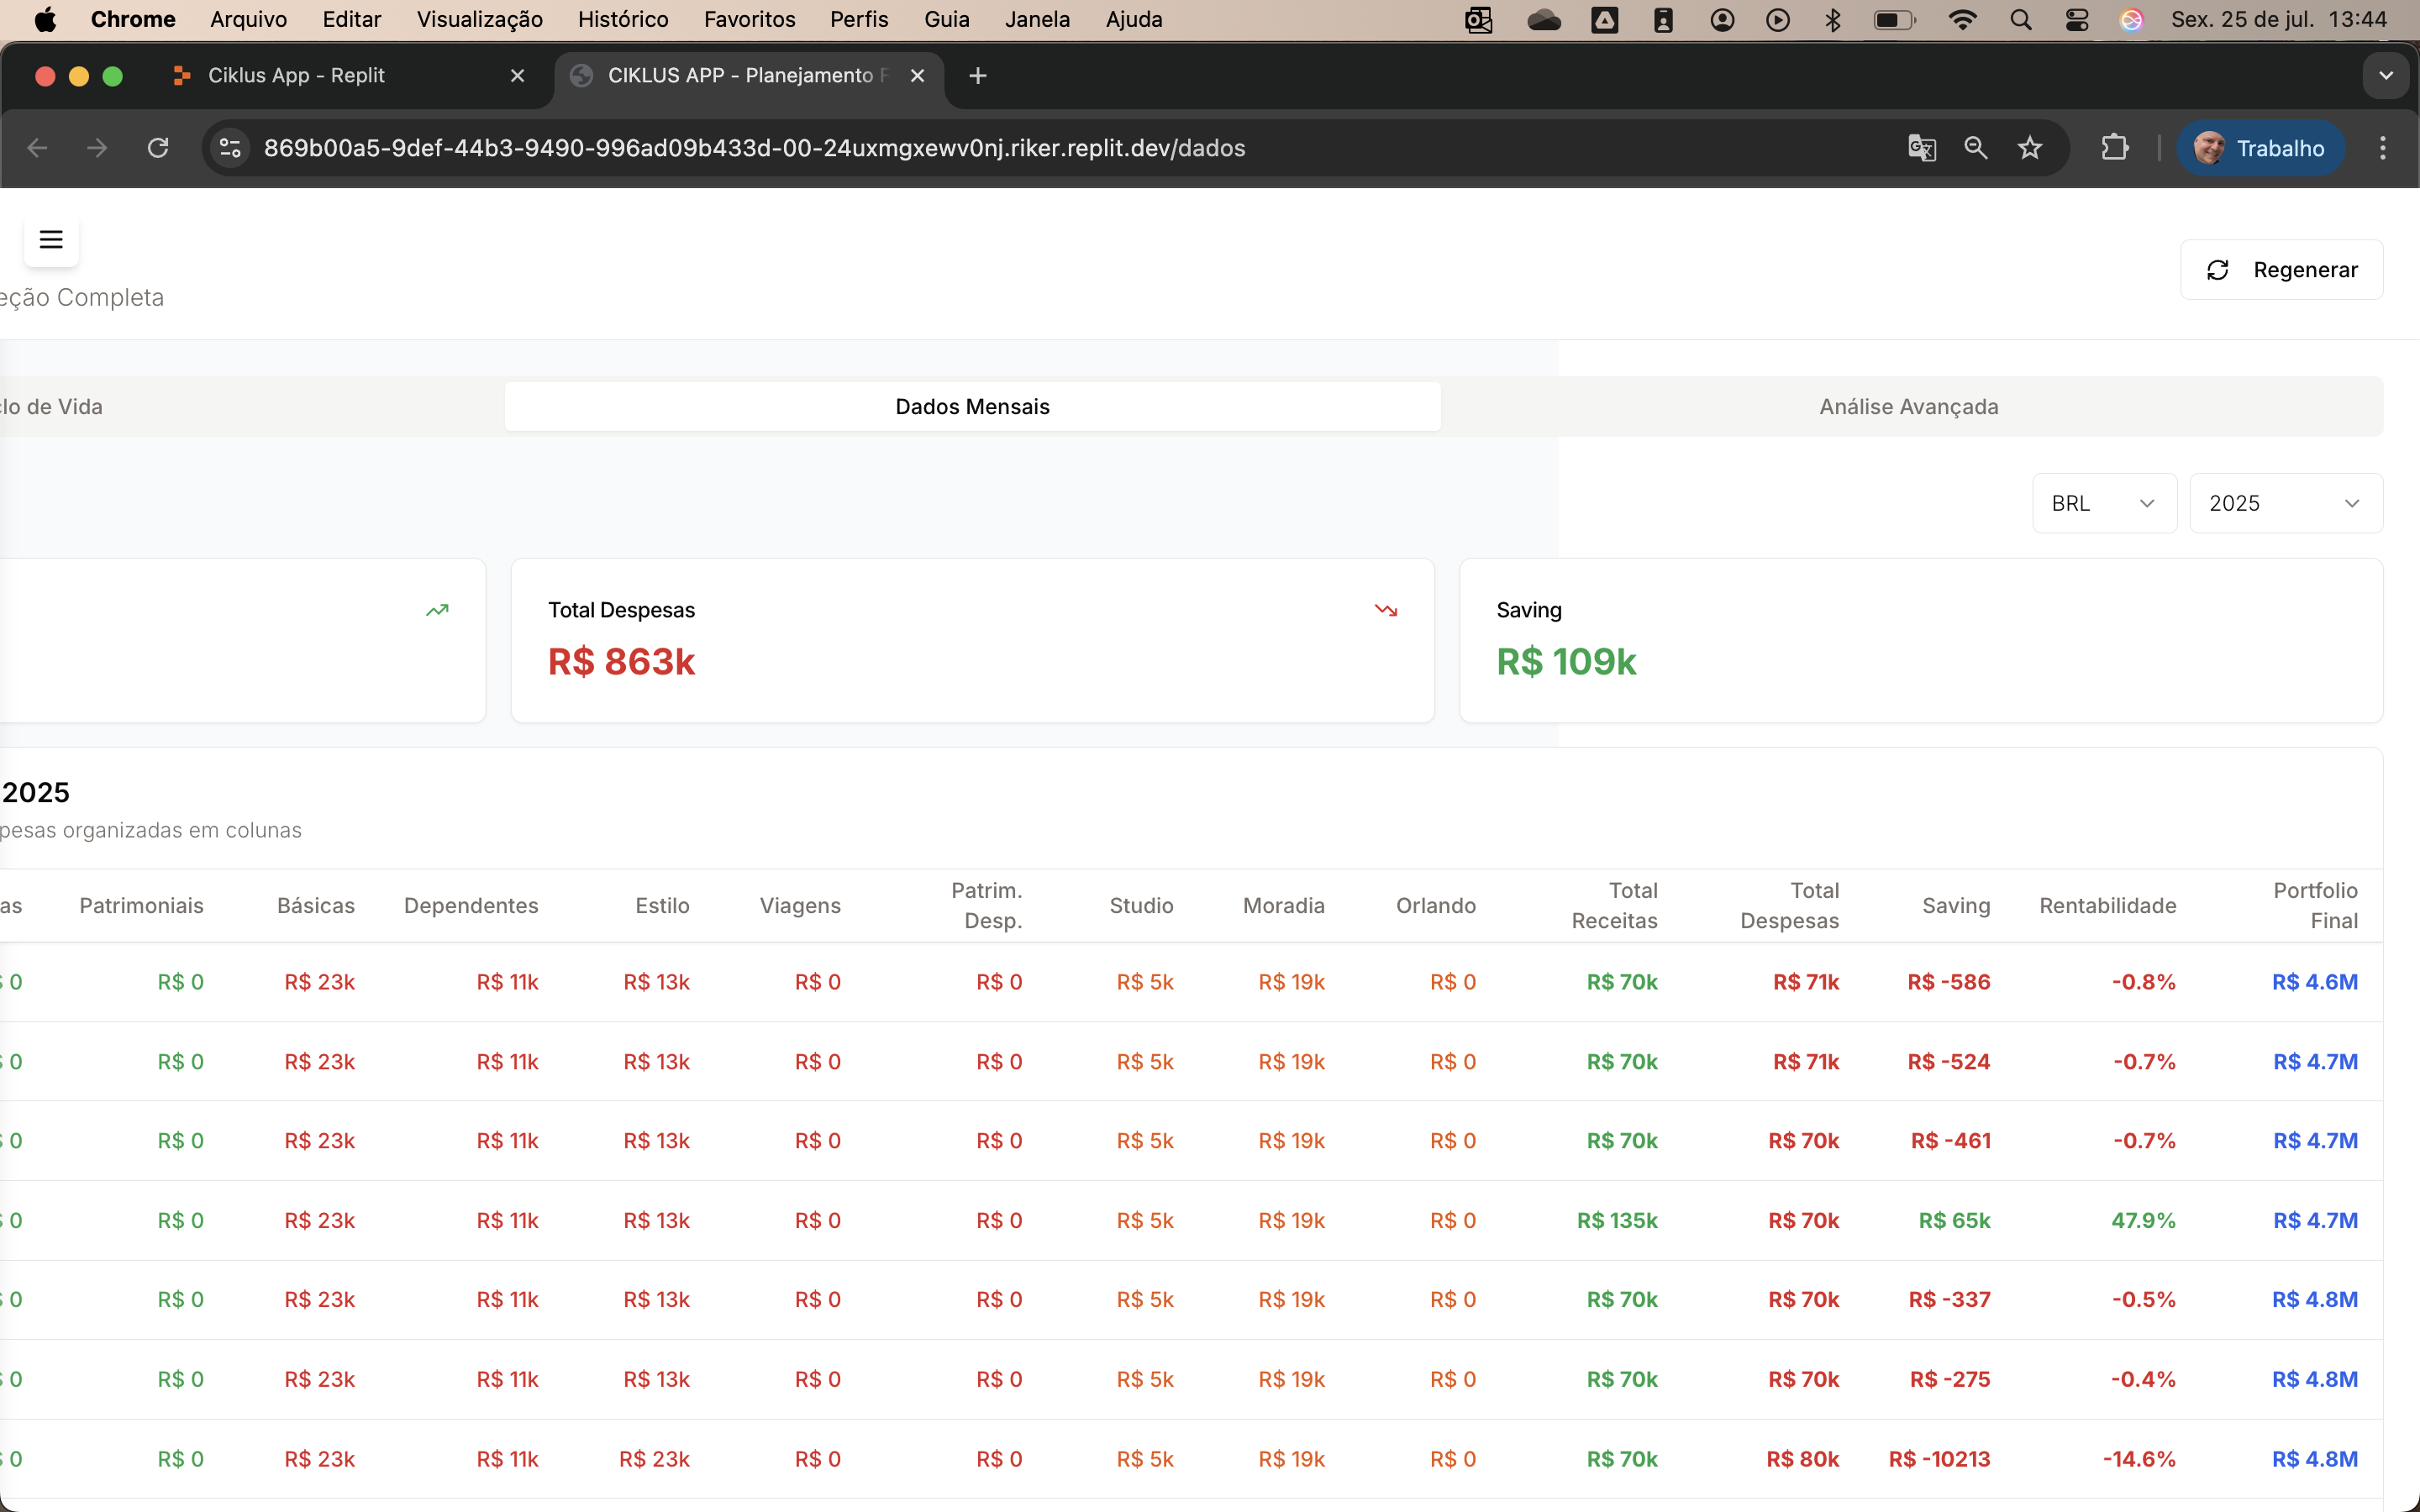 Chrome Arquivo Editar Visualização Histórico Favoritos Perfis Guia Janela Ajuda Sex. 25 de jul. 13:44
Ciklus App - Replit CIKLUS APP - Planejamento
869b00a5-9def-44b3-9490-996ad09b433d-00-24uxmgxewv0nj.riker.replit.dev/dados Trabalho
Regenerar
eção Completa
clo de Vida Dados Mensais Análise Avançada
BRL 2025
Total Despesas Saving
R$ 863k R$ 109k
2025
pesas organizadas em colunas
as Patrimoniais Básicas Dependentes Estilo Viagens Patrim. Desp. Studio Moradia Orlando Total Receitas Total Despesas Saving Rentabilidade Portfolio Final
0 R$ 0 R$ 23k R$ 11k R$ 13k R$ 0 R$ 0 R$ 5k R$ 19k R$ 0 R$ 70k R$ 71k R$ -586 -0.8% R$ 4.6M
0 R$ 0 R$ 23k R$ 11k R$ 13k R$ 0 R$ 0 R$ 5k R$ 19k R$ 0 R$ 70k R$ 71k R$ -524 -0.7% R$ 4.7M
0 R$ 0 R$ 23k R$ 11k R$ 13k R$ 0 R$ 0 R$ 5k R$ 19k R$ 0 R$ 70k R$ 70k R$ -461 -0.7% R$ 4.7M
0 R$ 0 R$ 23k R$ 11k R$ 13k R$ 0 R$ 0 R$ 5k R$ 19k R$ 0 R$ 135k R$ 70k R$ 65k 47.9% R$ 4.7M
0 R$ 0 R$ 23k R$ 11k R$ 13k R$ 0 R$ 0 R$ 5k R$ 19k R$ 0 R$ 70k R$ 70k R$ -337 -0.5% R$ 4.8M
0 R$ 0 R$ 23k R$ 11k R$ 13k R$ 0 R$ 0 R$ 5k R$ 19k R$ 0 R$ 70k R$ 70k R$ -275 -0.4% R$ 4.8M
0 R$ 0 R$ 23k R$ 11k R$ 23k R$ 0 R$ 0 R$ 5k R$ 19k R$ 0 R$ 70k R$ 80k R$ -10213 -14.6% R$ 4.8M